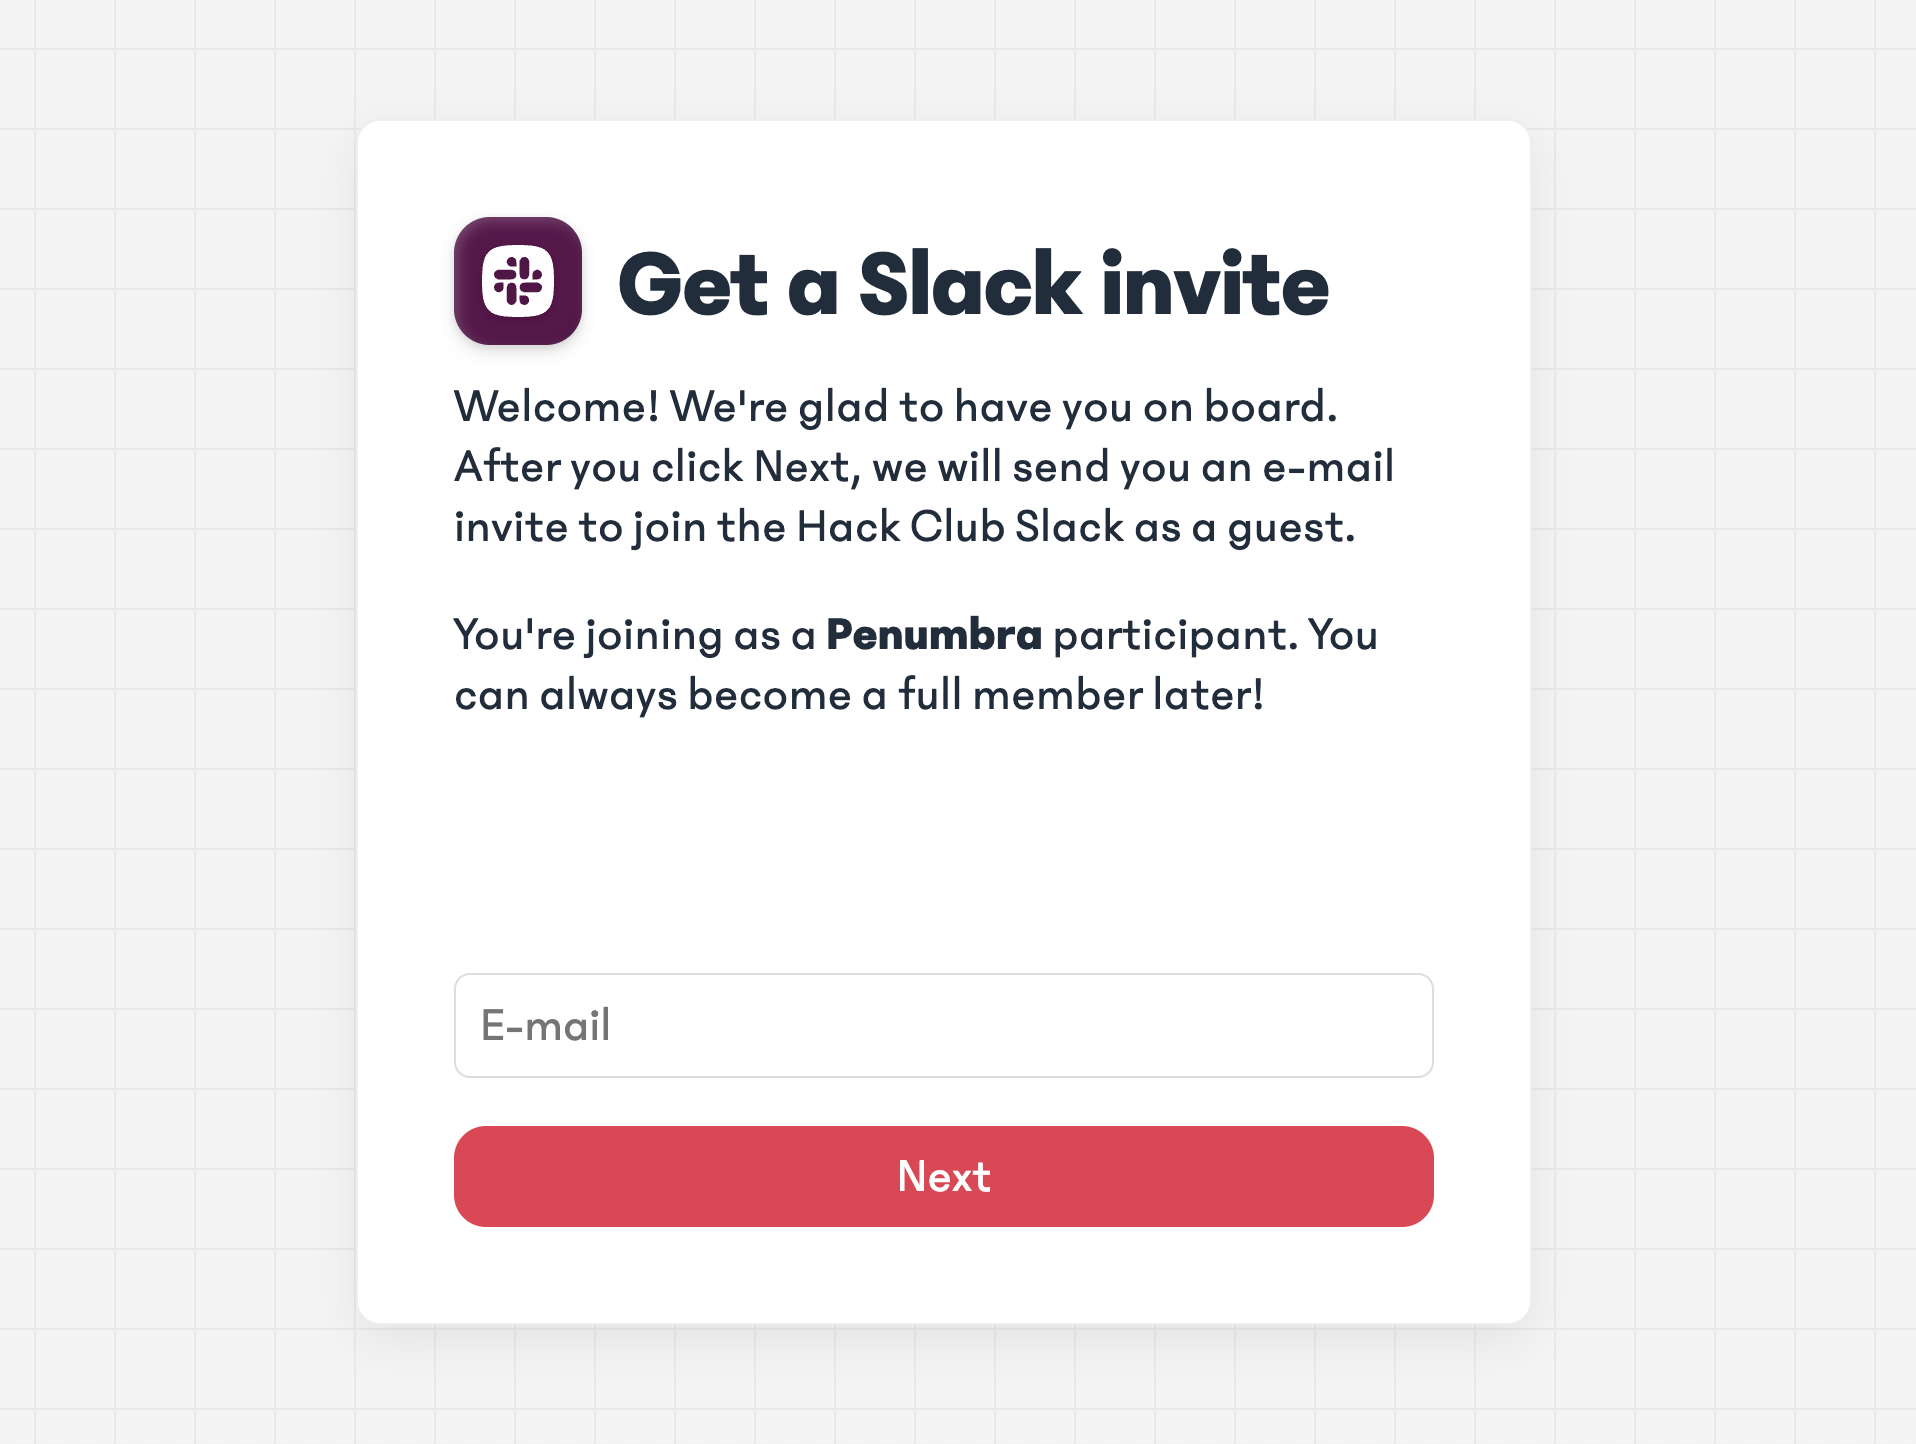 Get a Slack invite
Welcome! We're glad to have you on board.
After you click Next, we will send you an e-mail
invite to join the Hack Club Slack as a guest.
You're joining as a Penumbra participant. You
can always become a full member later!
E-mail
Next